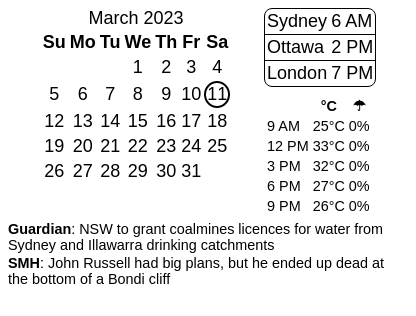 March 2023
Su Mo Tu We Th Fr Sa
1 2 3 4
5 6 7 8 9 10 11
12 13 14 15 16 17 18
19 20 21 22 23 24 25
26 27 28 29 30 31
Sydney 6 AM
Ottawa 2 PM
London 7 PM
°C ☂
9 AM 25°C 0%
12 PM 33°C 0%
3 PM 32°C 0%
6 PM 27°C 0%
9 PM 26°C 0%
Guardian: NSW to grant coalmines licences for water from
Sydney and Illawarra drinking catchments
SMH: John Russell had big plans, but he ended up dead at
the bottom of a Bondi cliff